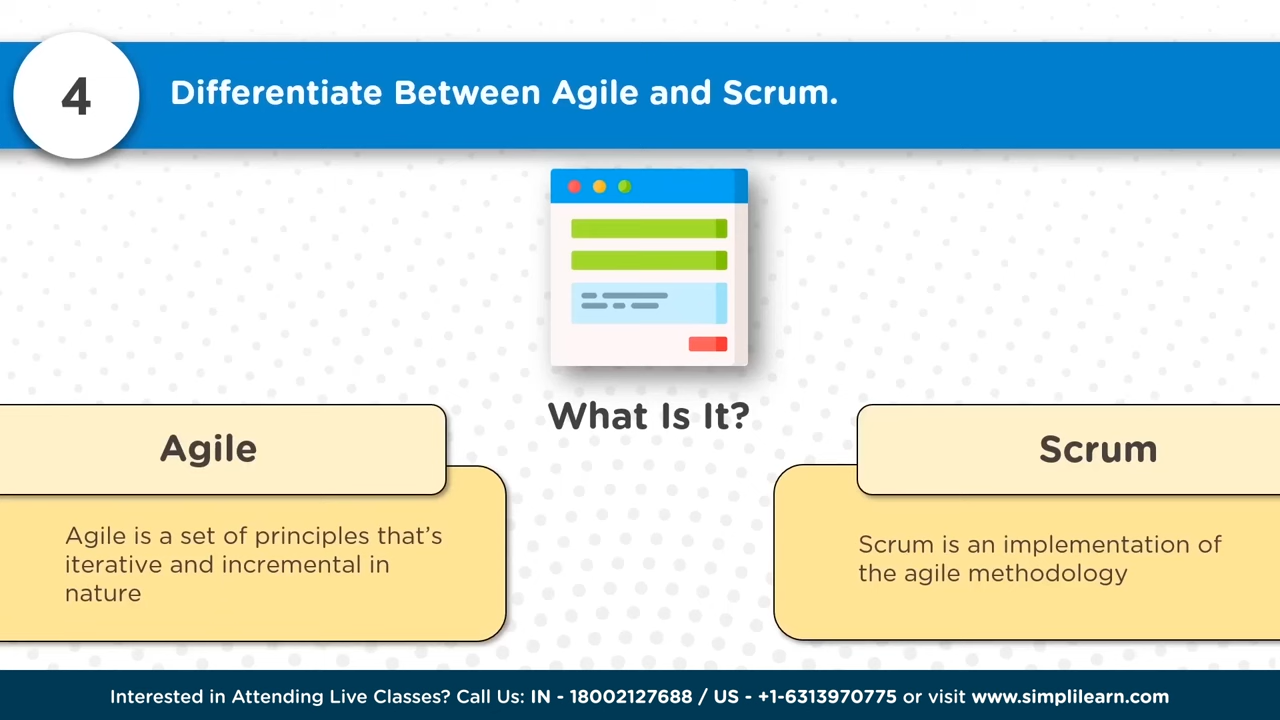 4
Differentiate Between Agile and Scrum.
What Is It?
Agile
Agile is a set of principles that’s
iterative and incremental in
nature
Scrum
Scrum is an implementation of
the agile methodology
Interested in Attending Live Classes? Call Us: IN - 18002127688 / US - +1-6313970775 or visit www.simplilearn.com